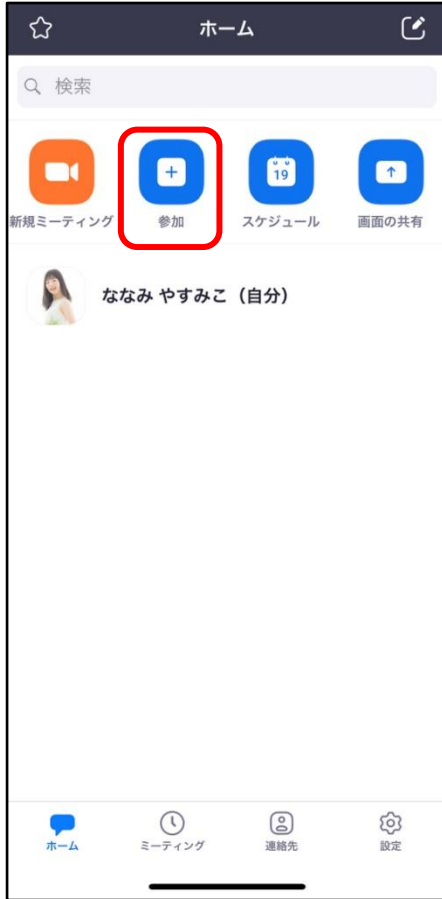 ホーム
検索
19
新規ミーティング 参加 スケジュール 画面の共有
ななみ やすみこ（自分）
ホーム ミーティング 連絡先 設定